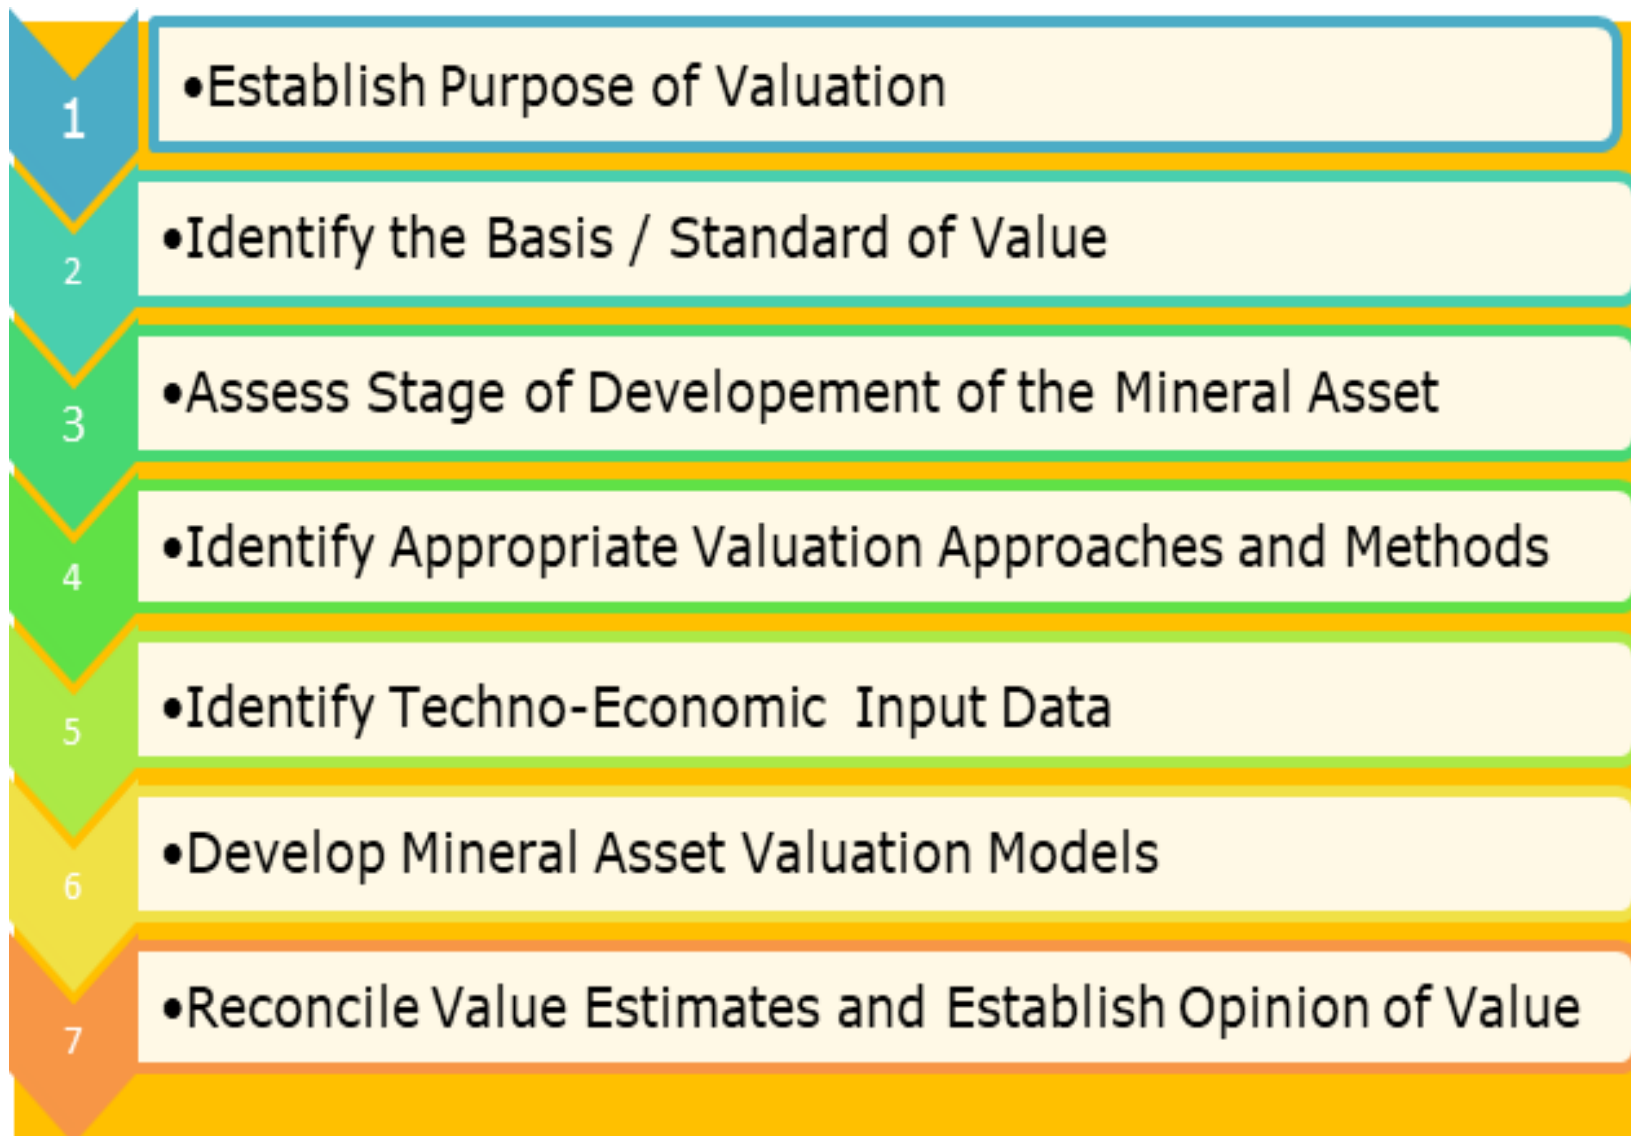 1
•Establish Purpose of Valuation
2
•Identify the Basis / Standard of Value
3
•Assess Stage of Developement of the Mineral Asset
4
•Identify Appropriate Valuation Approaches and Methods
5
•Identify Techno-Economic Input Data
6
•Develop Mineral Asset Valuation Models
7
•Reconcile Value Estimates and Establish Opinion of Value